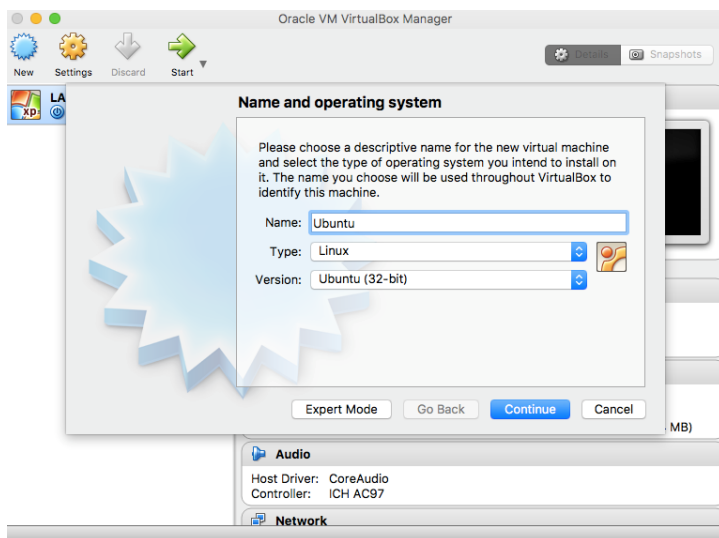 Oracle VM VirtualBox Manager
New Settings Discard Start
Details Snapshots
xp
LA
Name and operating system
Please choose a descriptive name for the new virtual machine
and select the type of operating system you intend to install on
it. The name you choose will be used throughout VirtualBox to
identify this machine.
Name: Ubuntu
Type: Linux
Version: Ubuntu (32-bit)
Expert Mode Go Back Continue Cancel
MB)
Audio
Host Driver: CoreAudio
Controller: ICH AC97
Network